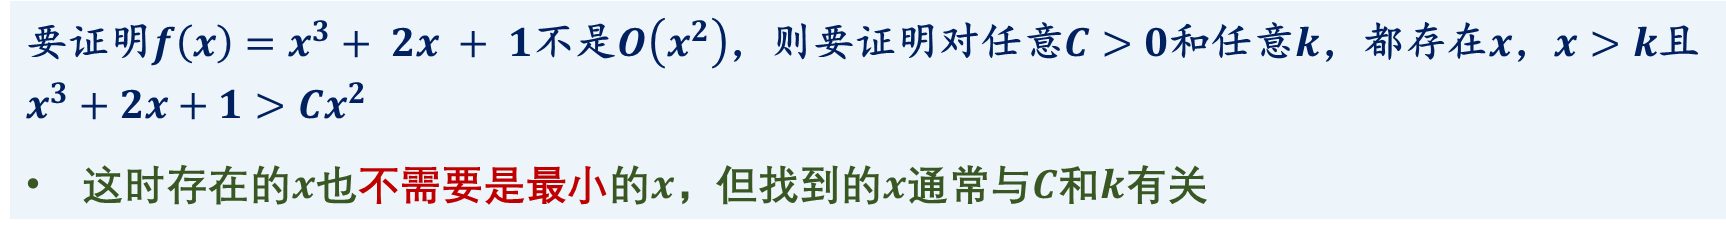 要证明f(x) = x³ + 2x + 1不是O(x²)，则要证明对任意C > 0和任意k，都存在x，x > k且
x³ + 2x + 1 > Cx²
• 这时存在的x也不需要是最小的x，但找到的x通常与C和k有关